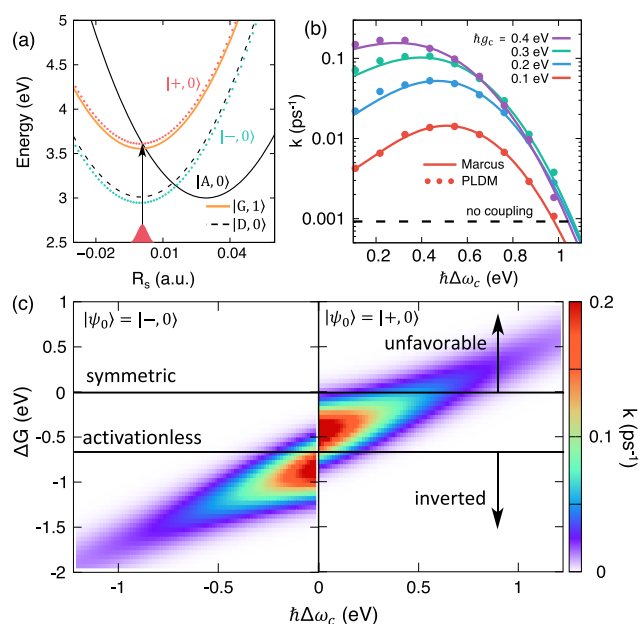 (a)
Energy (eV)
5
4.5
4
3.5
3
2.5
|+,0⟩
|−,0⟩
|A,0⟩
|G,1⟩
|D,0⟩
−0.02
0.01
0.04
R_s (a.u.)
(b)
k (ps⁻¹)
0.1
0.01
0.001
ħg_c = 0.4 eV
0.3 eV
0.2 eV
0.1 eV
Marcus
PLDM
no coupling
0.2 0.4 0.6 0.8 1.0
ħΔω_c (eV)
(c)
ΔG (eV)
1
0.5
0
-0.5
-1
-1.5
-2
|ψ₀⟩ = |−,0⟩
|ψ₀⟩ = |+,0⟩
unfavorable
symmetric
activationless
inverted
-1 -0.5 0 0.5 1
ħΔω_c (eV)
0.2
0.1
0
k (ps⁻¹)